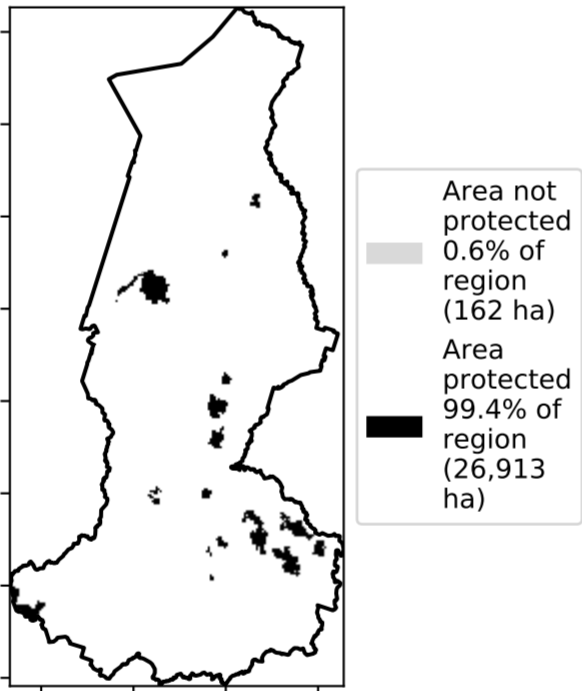 Area not
protected
0.6% of
region
(162 ha)
Area
protected
99.4% of
region
(26,913
ha)